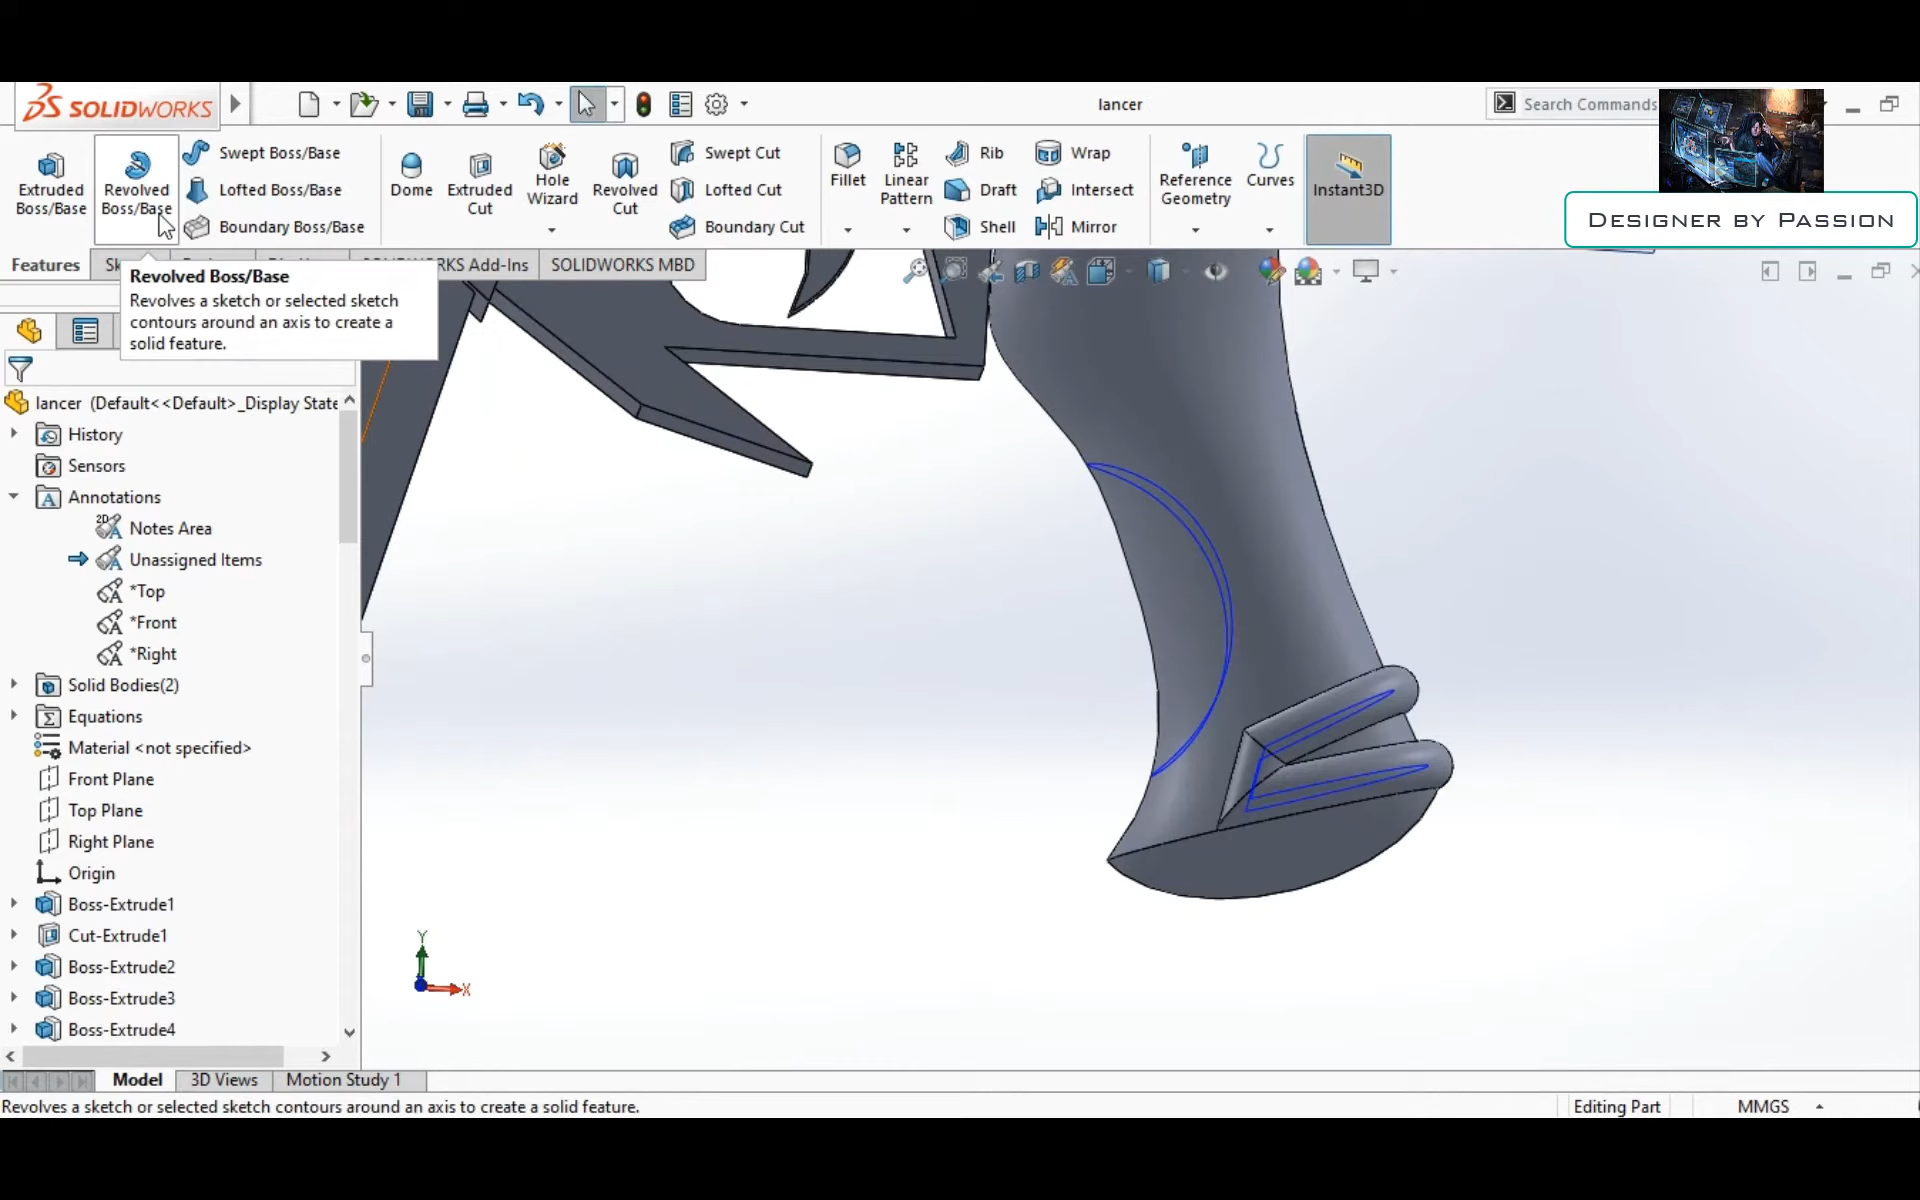 SOLIDWORKS
lancer
Search Commands
Extruded
Boss/Base
Revolved
Boss/Base
Swept Boss/Base
Lofted Boss/Base
Boundary Boss/Base
Dome
Extruded
Cut
Hole
Wizard
Revolved
Cut
Swept Cut
Lofted Cut
Boundary Cut
Fillet
Linear
Pattern
Rib
Draft
Shell
Wrap
Intersect
Mirror
Reference
Geometry
Curves
Instant3D
Designer by Passion
Features
RKS Add-Ins
SOLIDWORKS MBD
Revolved Boss/Base
Revolves a sketch or selected sketch
contours around an axis to create a
solid feature.
lancer (Default<<Default>_Display State
History
Sensors
Annotations
Notes Area
Unassigned Items
*Top
*Front
*Right
Solid Bodies(2)
Equations
Material <not specified>
Front Plane
Top Plane
Right Plane
Origin
Boss-Extrude1
Cut-Extrude1
Boss-Extrude2
Boss-Extrude3
Boss-Extrude4
Y
X
Model
3D Views
Motion Study 1
Revolves a sketch or selected sketch contours around an axis to create a solid feature.
Editing Part
MMGS